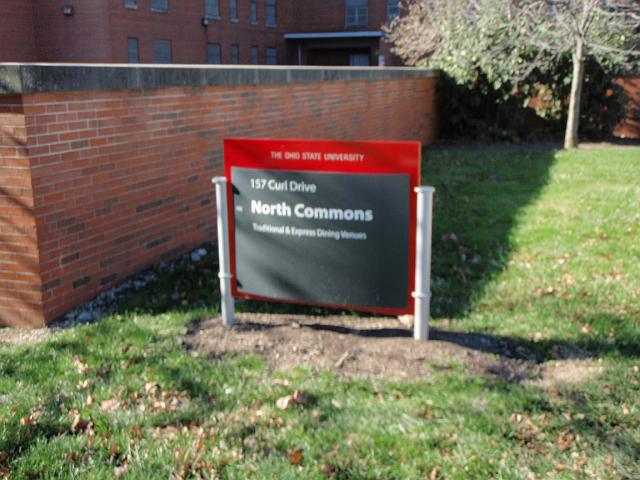 THE OHIO STATE UNIVERSITY
157 Curl Drive
North Commons
Traditional & Express Dining Venues